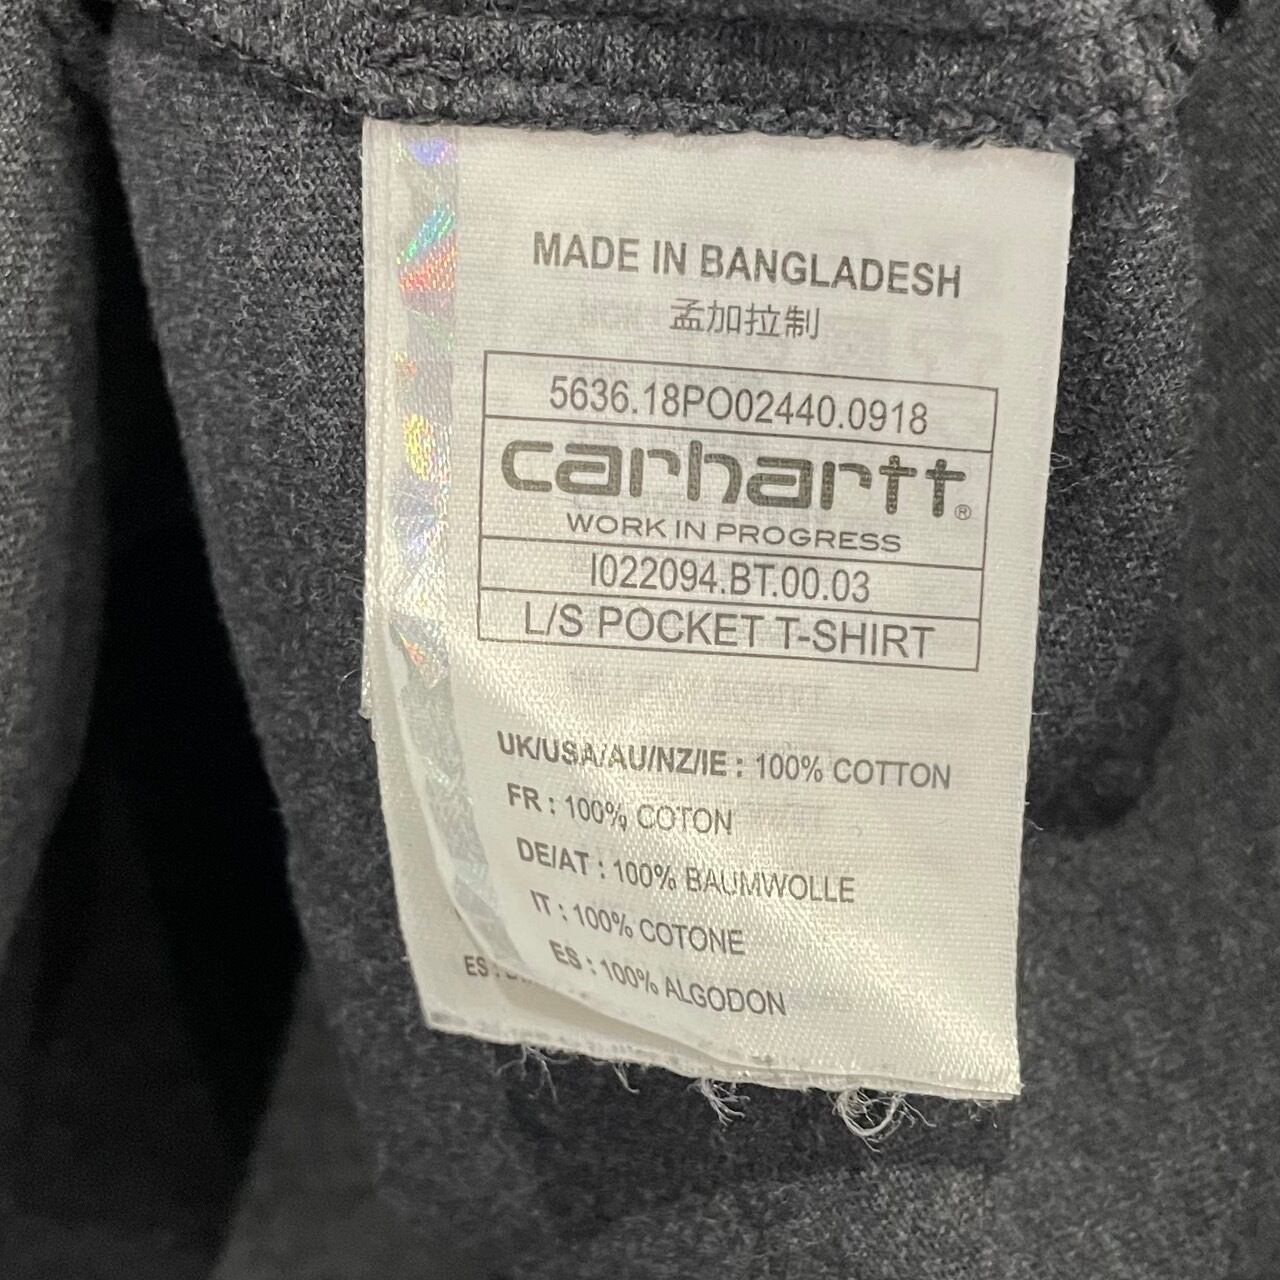 MADE IN BANGLADESH
孟加拉制
5636.18PO02440.0918
carhartt®
WORK IN PROGRESS
I022094.BT.00.03
L/S POCKET T-SHIRT
UK/USA/AU/NZ/IE : 100% COTTON
FR : 100% COTON
DE/AT : 100% BAUMWOLLE
IT : 100% COTONE
ES : 100% ALGODON
ES :